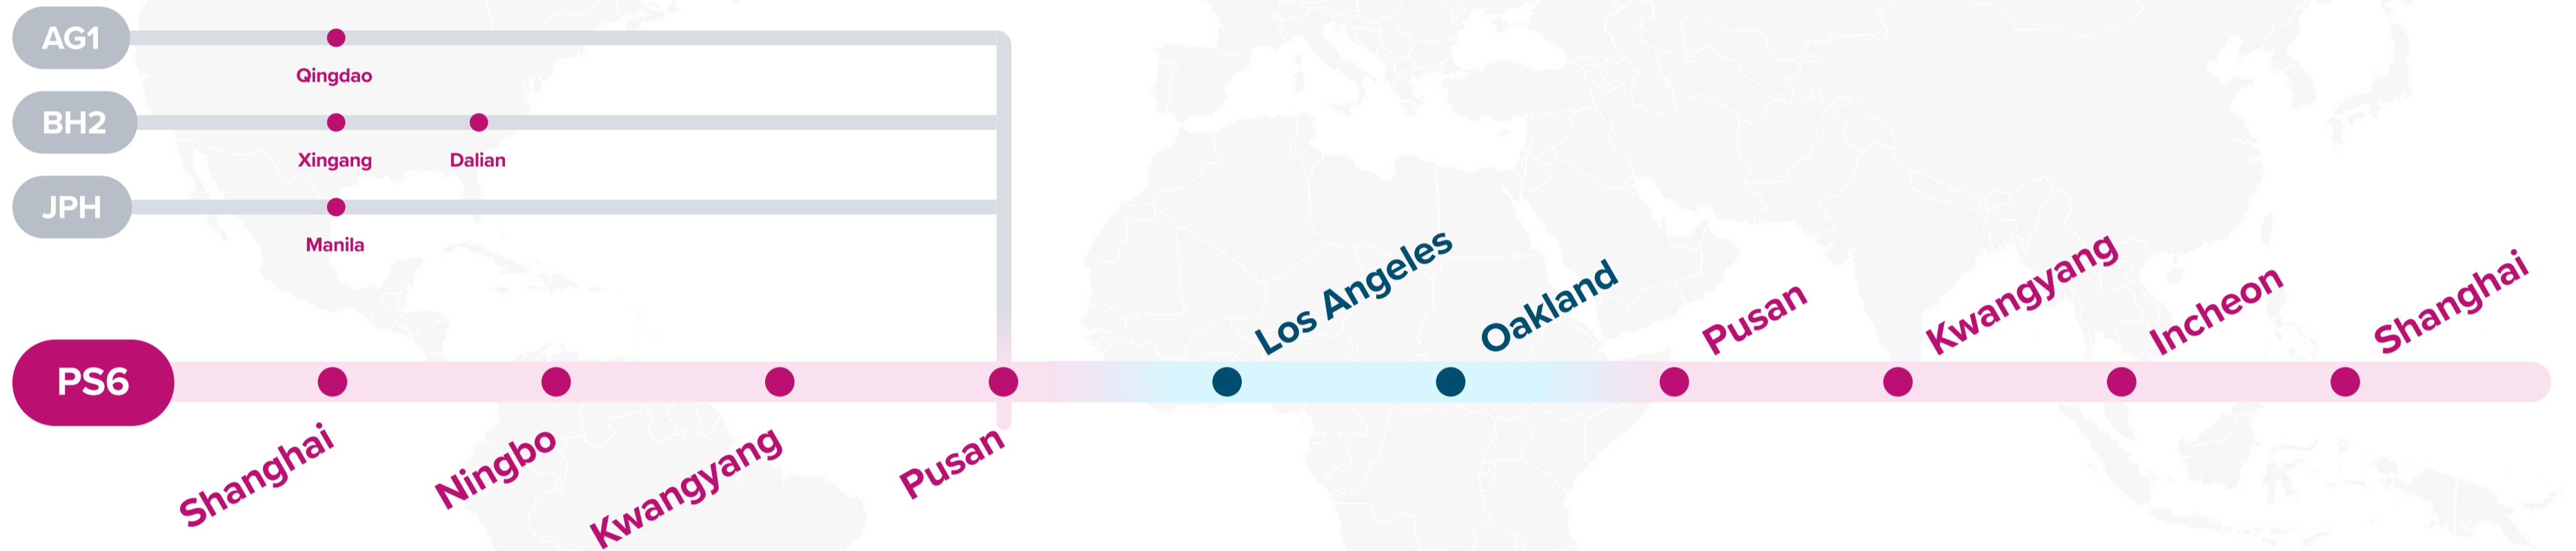 AG1
Qingdao
BH2
Xingang
Dalian
JPH
Manila
PS6
Shanghai
Ningbo
Kwangyang
Pusan
Los Angeles
Oakland
Pusan
Kwangyang
Incheon
Shanghai